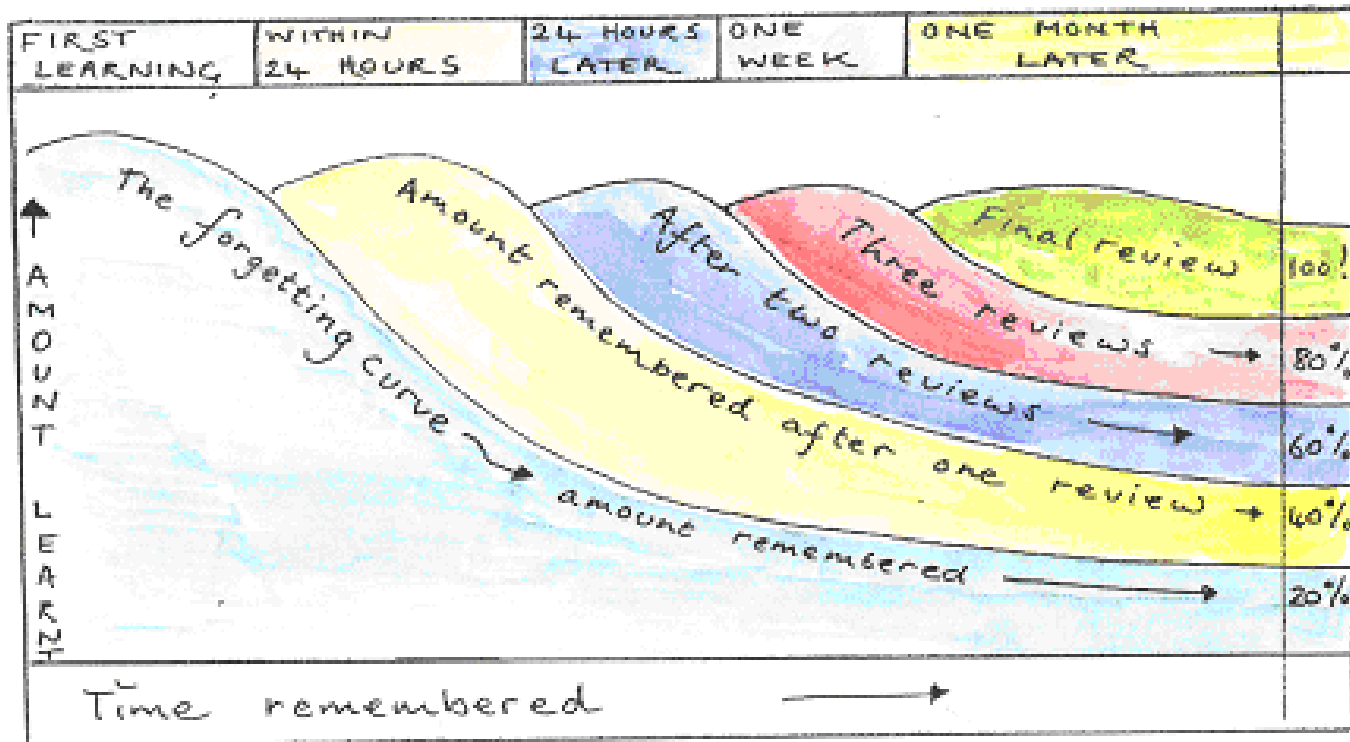 FIRST LEARNING
WITHIN 24 HOURS
24 HOURS LATER
ONE WEEK
ONE MONTH LATER
AMOUNT LEARNT
The forgetting curve → amount remembered →
Amount remembered after one review →
After two reviews →
Three reviews →
Final review
100!
80%
60%
40%
20%
Time remembered →